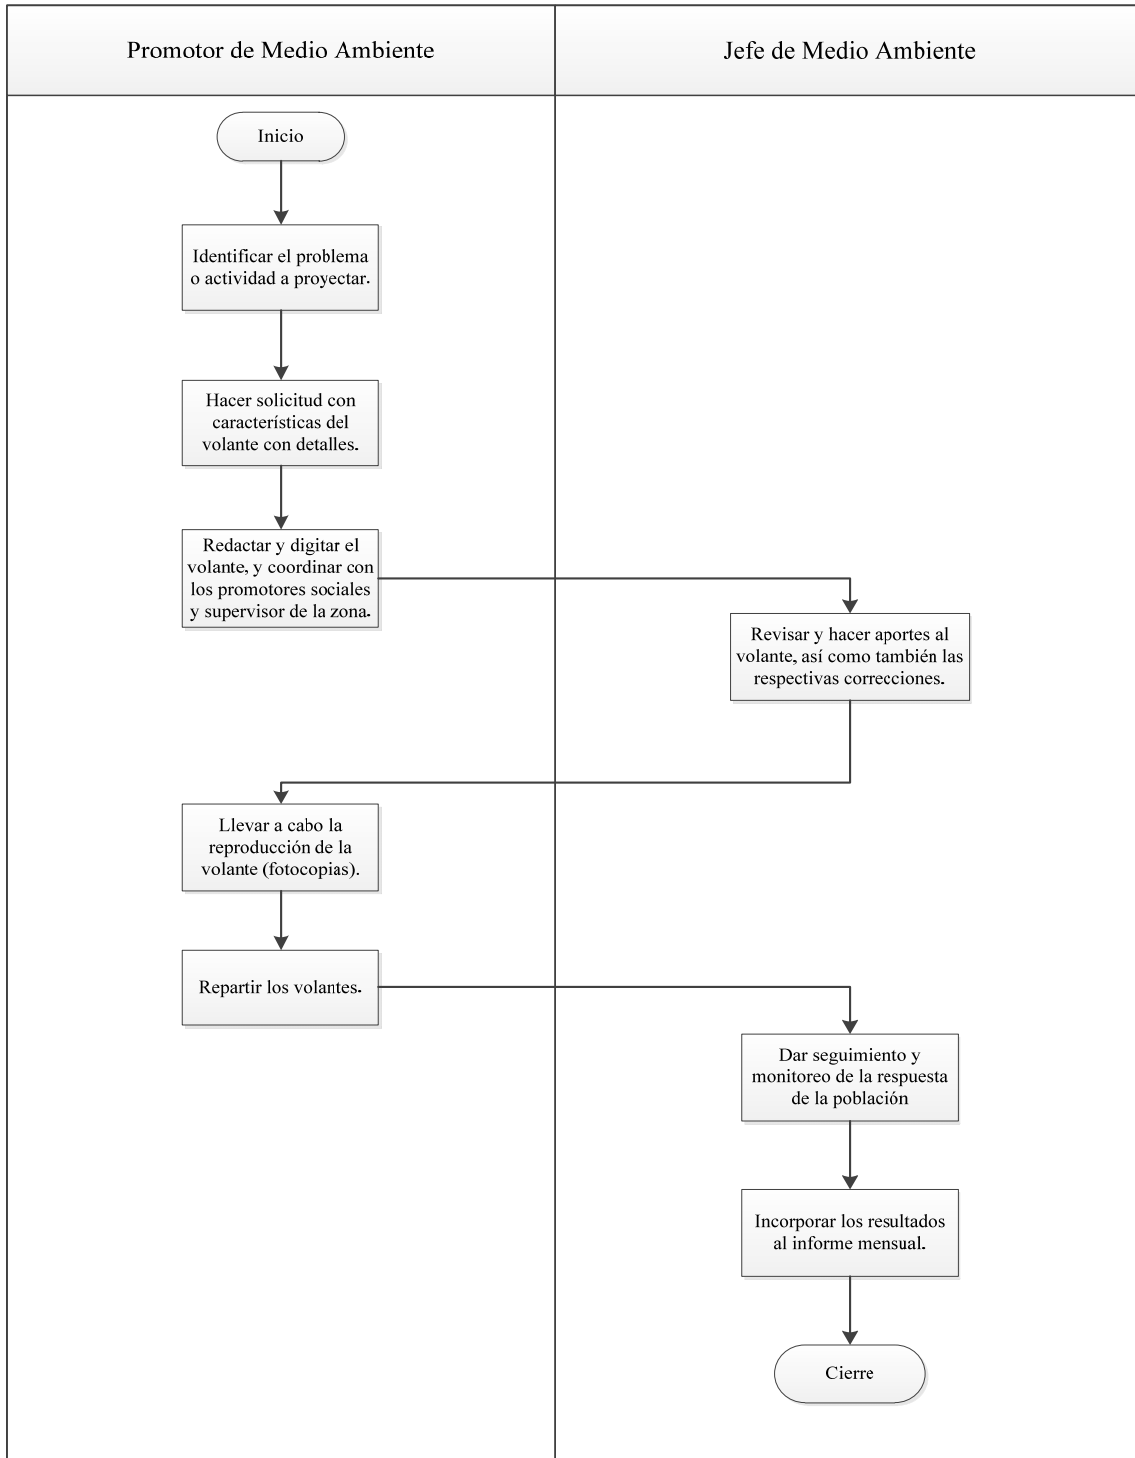 Promotor de Medio Ambiente
Jefe de Medio Ambiente
Inicio
Identificar el problema
o actividad a proyectar.
Hacer solicitud con
características del
volante con detalles.
Redactar y digitar el
volante, y coordinar con
los promotores sociales
y supervisor de la zona.
Revisar y hacer aportes al
volante, así como también las
respectivas correcciones.
Llevar a cabo la
reproducción de la
volante (fotocopias).
Repartir los volantes.
Dar seguimiento y
monitoreo de la respuesta
de la población
Incorporar los resultados
al informe mensual.
Cierre